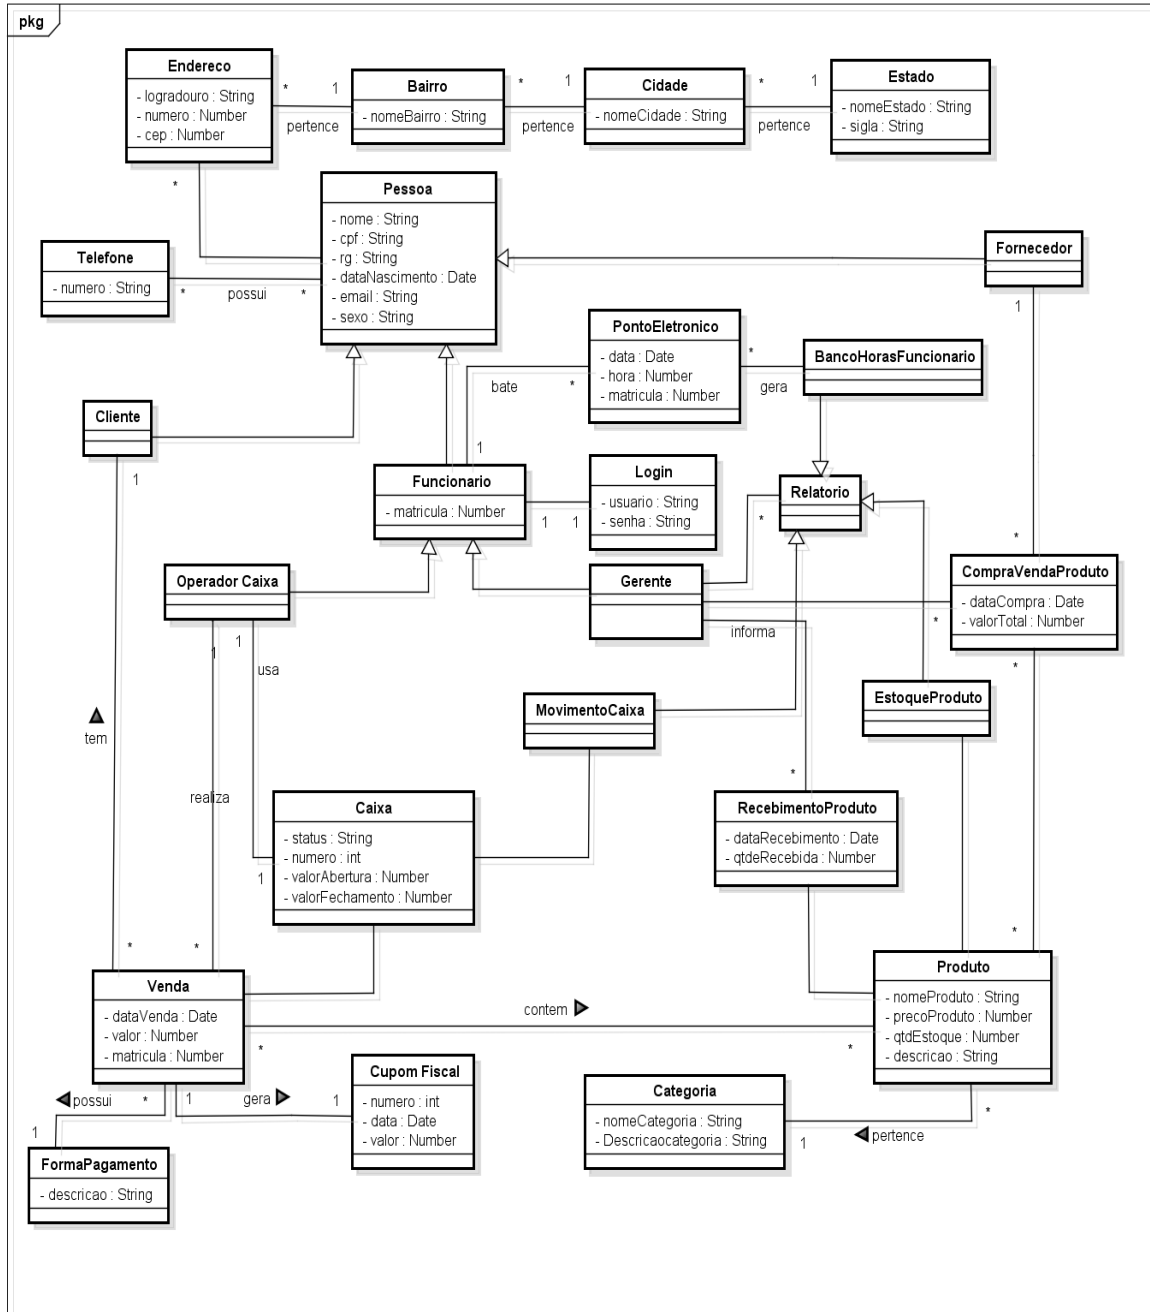 pkg
Endereco
- logradouro : String
- numero : Number
- cep : Number
*
1
pertence
Bairro
- nomeBairro : String
*
1
pertence
Cidade
- nomeCidade : String
*
1
pertence
Estado
- nomeEstado : String
- sigla : String
*
Pessoa
- nome : String
- cpf : String
- rg : String
- dataNascimento : Date
- email : String
- sexo : String
Telefone
- numero : String
*
possui
*
Fornecedor
1
PontoEletronico
- data : Date
- hora : Number
- matricula : Number
bate
*
1
*
gera
BancoHorasFuncionario
Cliente
1
Funcionario
- matricula : Number
1
1
Login
- usuario : String
- senha : String
Relatorio
*
Operador Caixa
1
1
usa
Gerente
informa
*
*
CompraVendaProduto
- dataCompra : Date
- valorTotal : Number
*
EstoqueProduto
MovimentoCaixa
tem
realiza
*
RecebimentoProduto
- dataRecebimento : Date
- qtdeRecebida : Number
Caixa
- status : String
- numero : int
- valorAbertura : Number
- valorFechamento : Number
1
*
*
*
Venda
- dataVenda : Date
- valor : Number
- matricula : Number
contem
*
*
Produto
- nomeProduto : String
- precoProduto : Number
- qtdEstoque : Number
- descricao : String
possui
*
1
gera
1
Cupom Fiscal
- numero : int
- data : Date
- valor : Number
Categoria
- nomeCategoria : String
- Descricaocategoria : String
*
1
pertence
1
FormaPagamento
- descricao : String